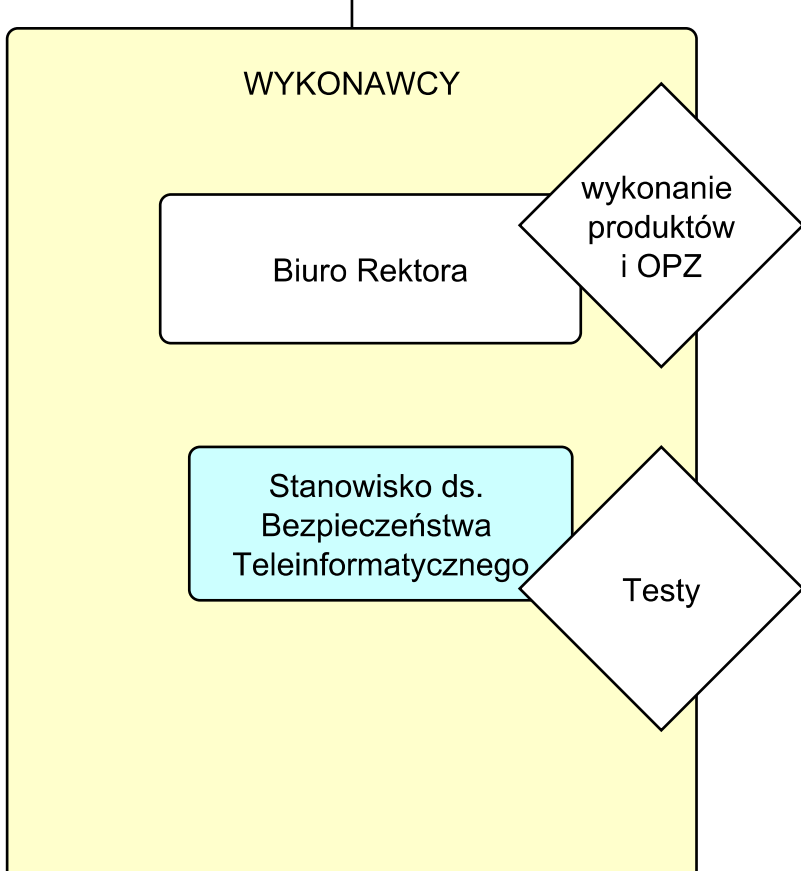 WYKONAWCY
wykonanie
produktów
i OPZ
Biuro Rektora
Stanowisko ds.
Bezpieczeństwa
Teleinformatycznego
Testy